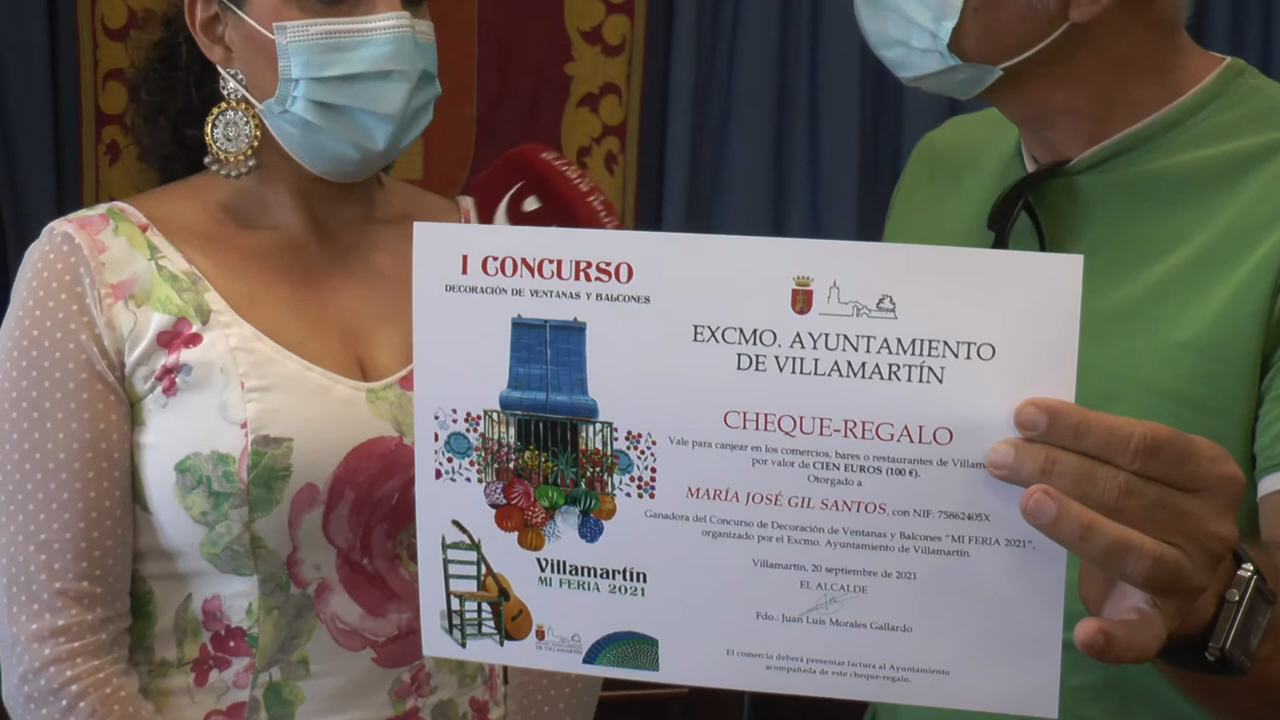 I CONCURSO
DECORACIÓN DE VENTANAS Y BALCONES
Villamartín
MI FERIA 2021
EXCMO. AYUNTAMIENTO
DE VILLAMARTÍN
EXCMO. AYUNTAMIENTO
DE VILLAMARTÍN
CHEQUE-REGALO
Vale para canjear en los comercios, bares o restaurantes de
por valor de CIEN EUROS (100 €).
Otorgado a
MARÍA JOSÉ GIL SANTOS, con NIF: 75862405X
Ganadora del Concurso de Decoración de Ventanas y Balcones "MI FERIA 2021",
organizado por el Excmo. Ayuntamiento de Villamartín.
Villamartín, 20 septiembre de 2021
EL ALCALDE
Fdo.: Juan Luis Morales Gallardo
El comercio deberá presentar factura al Ayuntamiento
acompañada de este cheque-regalo.